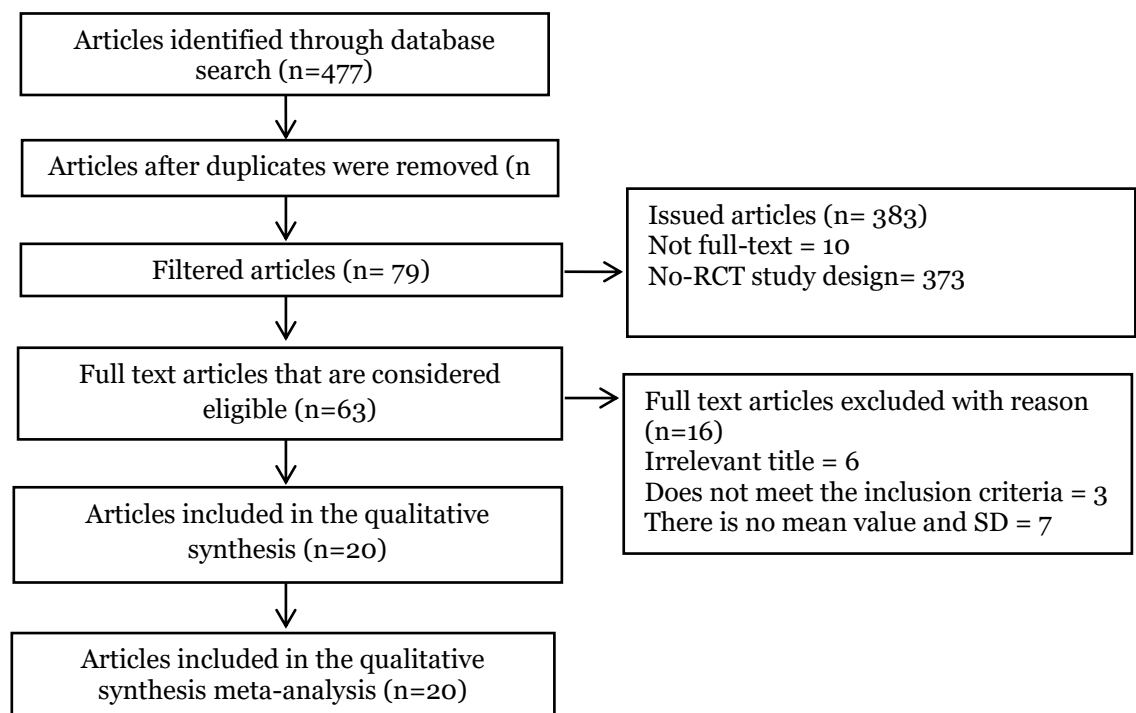 Articles identified through database
search (n=477)
Articles after duplicates were removed (n
Filtered articles (n= 79)
Issued articles (n= 383)
Not full-text = 10
No-RCT study design= 373
Full text articles that are considered
eligible (n=63)
Full text articles excluded with reason
(n=16)
Irrelevant title = 6
Does not meet the inclusion criteria = 3
There is no mean value and SD = 7
Articles included in the qualitative
synthesis (n=20)
Articles included in the qualitative
synthesis meta-analysis (n=20)